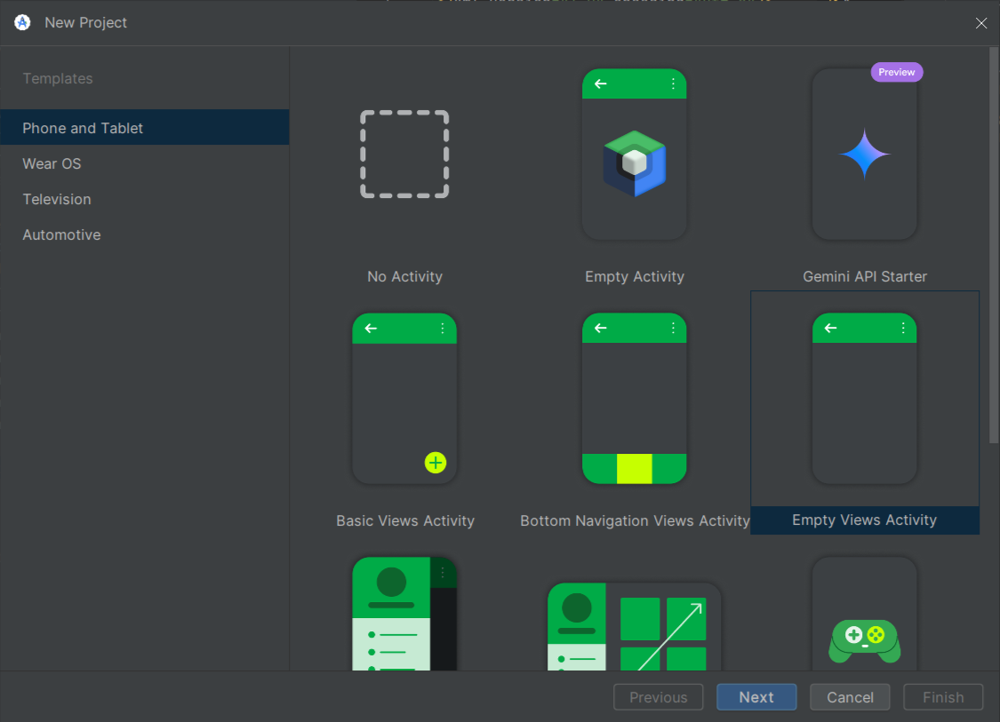 New Project
Templates
Phone and Tablet
Wear OS
Television
Automotive
No Activity
Empty Activity
Preview
Gemini API Starter
Basic Views Activity
Bottom Navigation Views Activity
Empty Views Activity
Previous
Next
Cancel
Finish